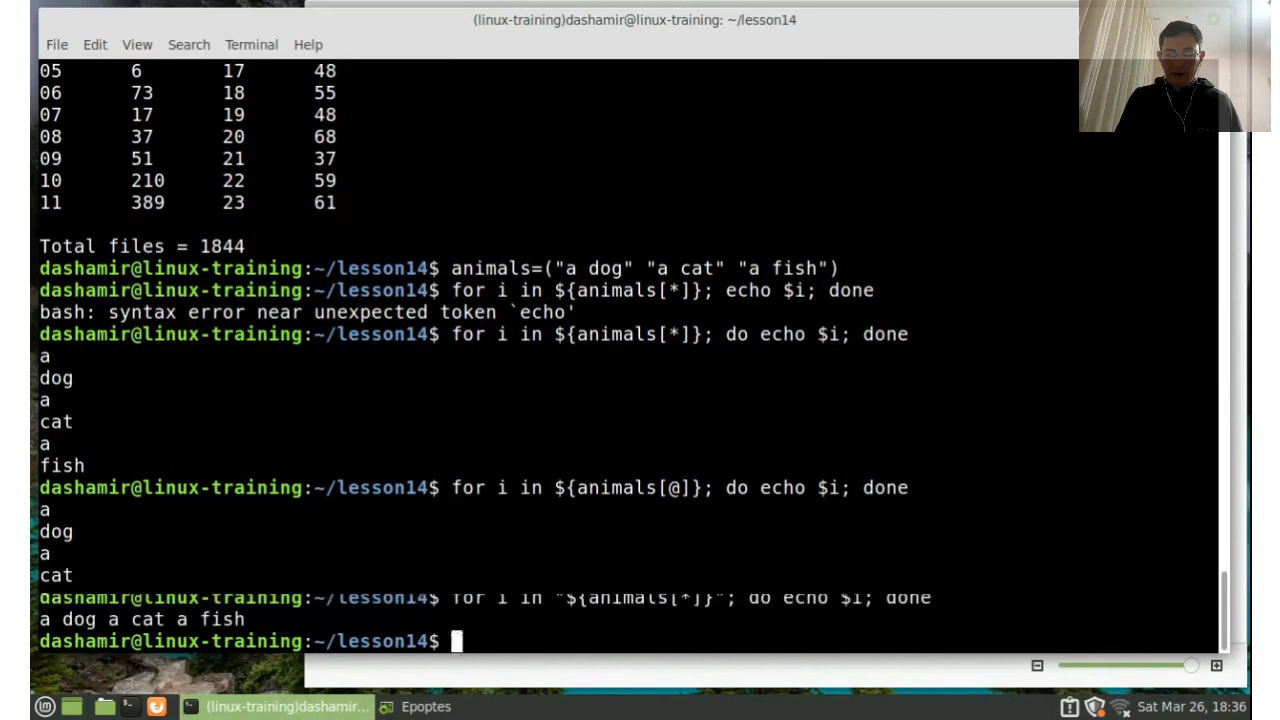 (linux-training)dashamir@linux-training: ~/lesson14
File Edit View Search Terminal Help
05 6 17 48
06 73 18 55
07 17 19 48
08 37 20 68
09 51 21 37
10 210 22 59
11 389 23 61
Total files = 1844
dashamir@linux-training:~/lesson14$ animals=("a dog" "a cat" "a fish")
dashamir@linux-training:~/lesson14$ for i in ${animals[*]}; echo $i; done
bash: syntax error near unexpected token `echo'
dashamir@linux-training:~/lesson14$ for i in ${animals[*]}; do echo $i; done
a
dog
a
cat
a
fish
dashamir@linux-training:~/lesson14$ for i in ${animals[@]}; do echo $i; done
a
dog
a
cat
dashamir@linux-training:~/lesson14$ for i in "${animals[*]}"; do echo $i; done
a dog a cat a fish
dashamir@linux-training:~/lesson14$
(linux-training)dashamir... Epoptes Sat Mar 26, 18:36